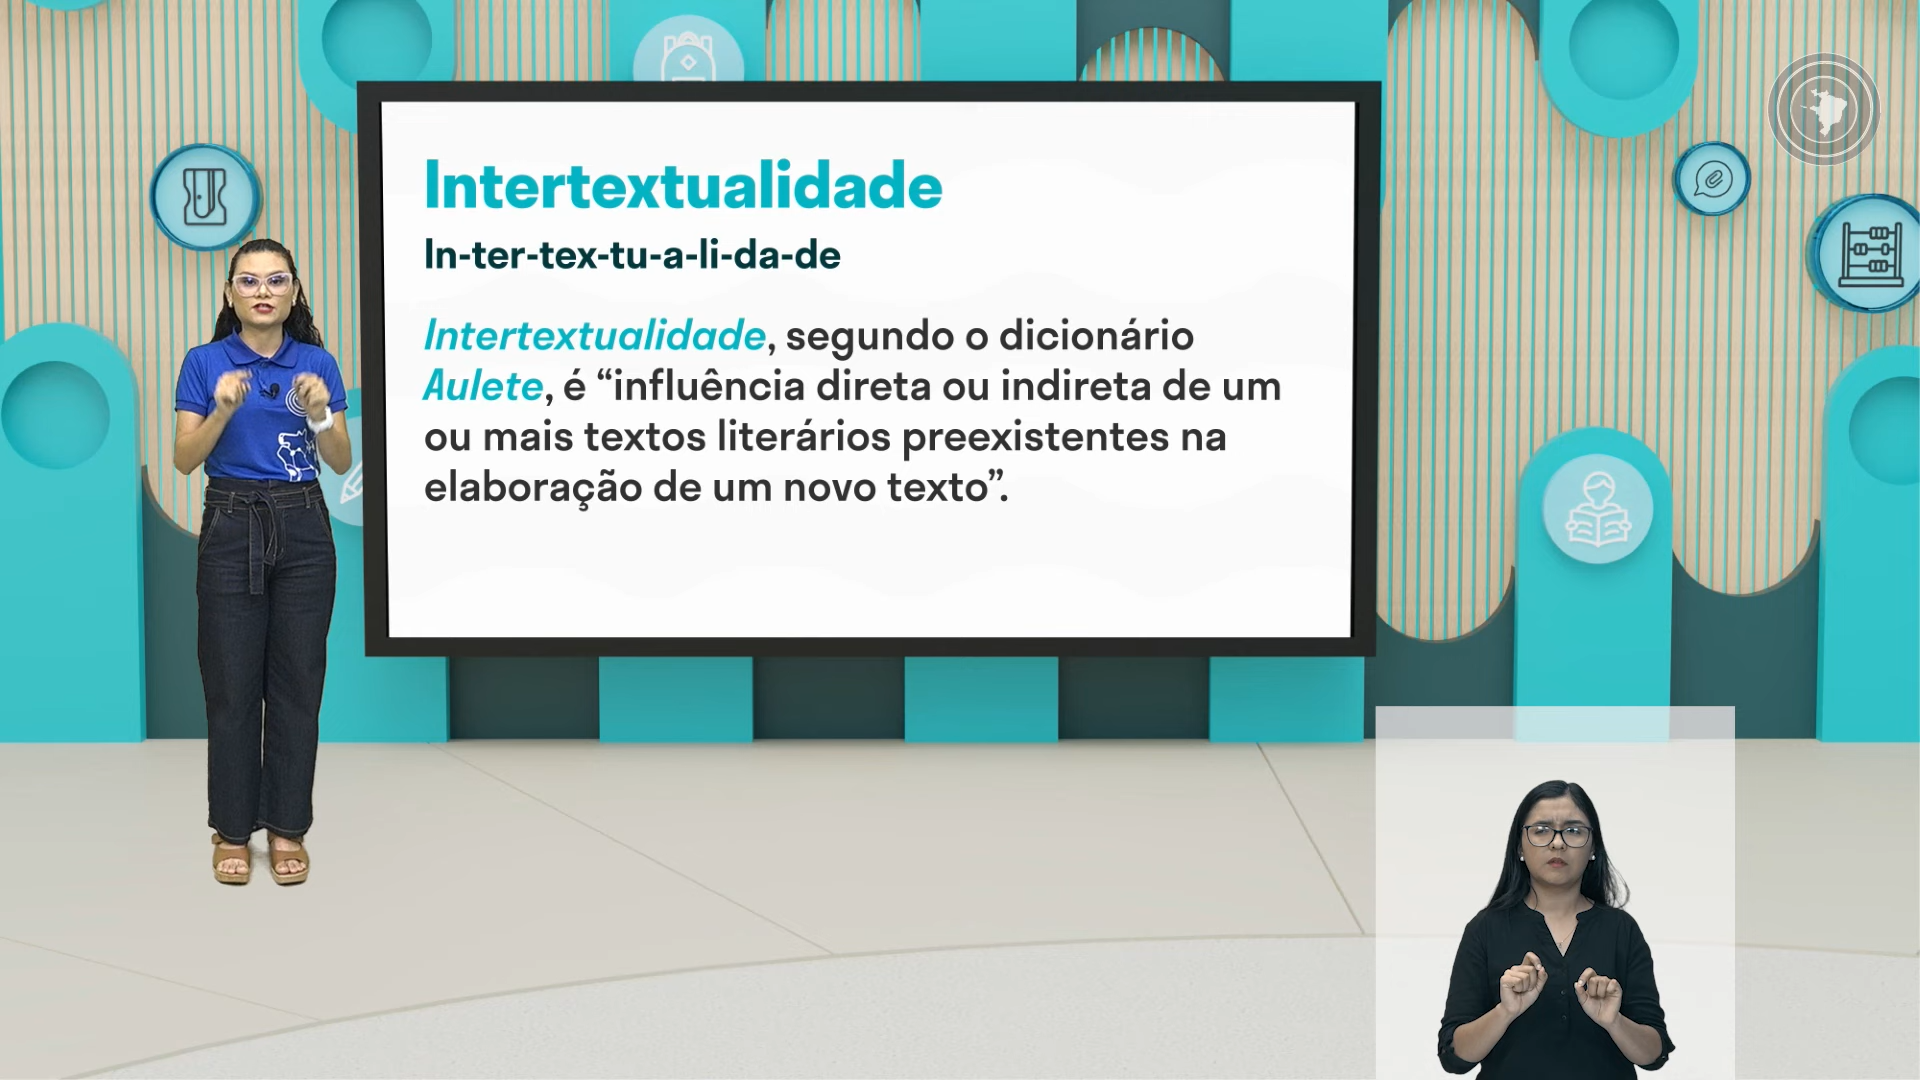 Intertextualidade
In-ter-tex-tu-a-li-da-de
Intertextualidade, segundo o dicionário
Aulete, é “influência direta ou indireta de um
ou mais textos literários preexistentes na
elaboração de um novo texto”.